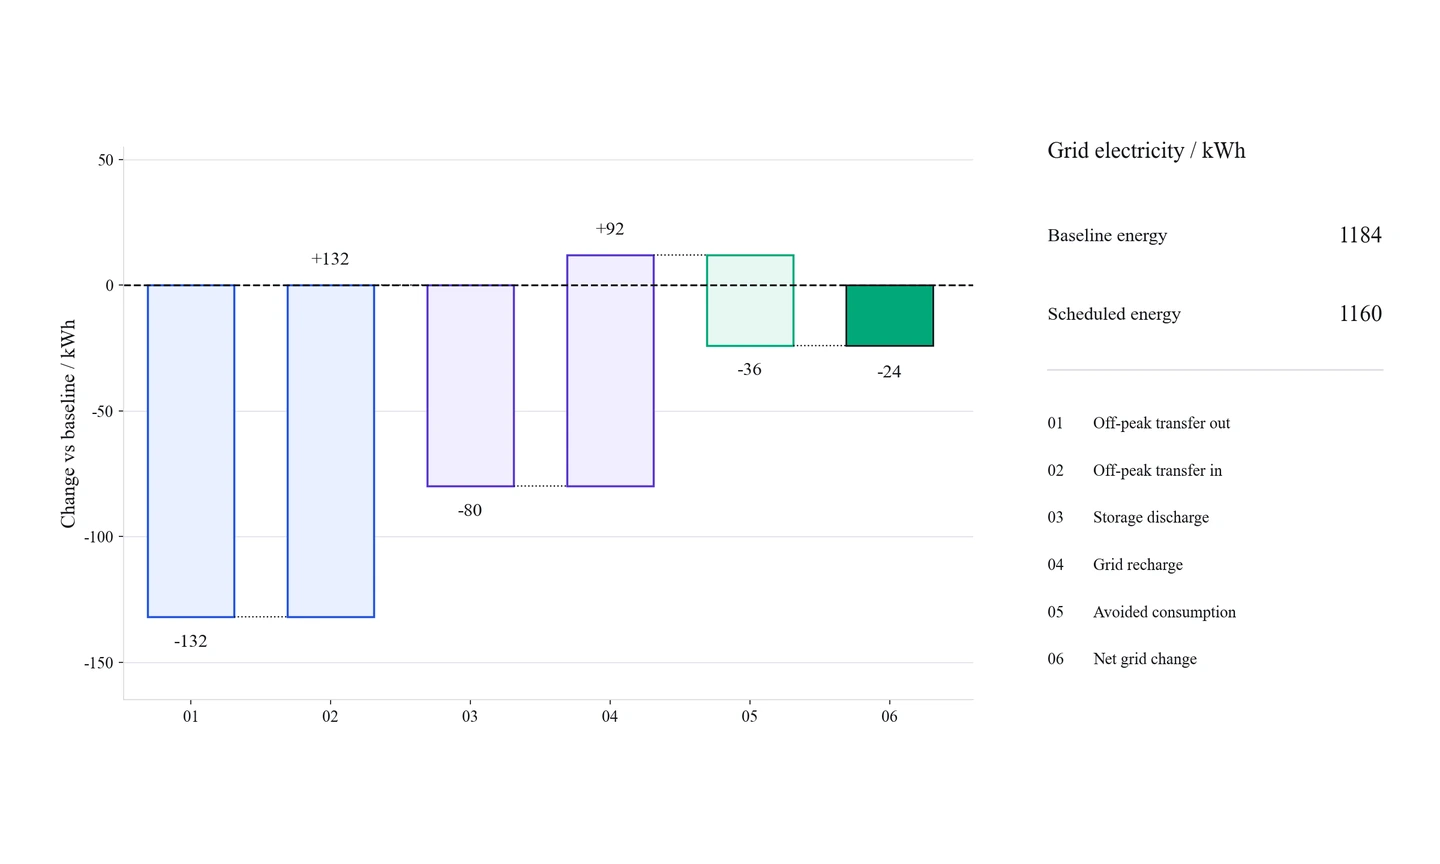 Grid electricity / kWh
Baseline energy 1184
Scheduled energy 1160
01 Off-peak transfer out
02 Off-peak transfer in
03 Storage discharge
04 Grid recharge
05 Avoided consumption
06 Net grid change
Change vs baseline / kWh
50
0
-50
-100
-150
-132
+132
-80
+92
-36
-24
01 02 03 04 05 06